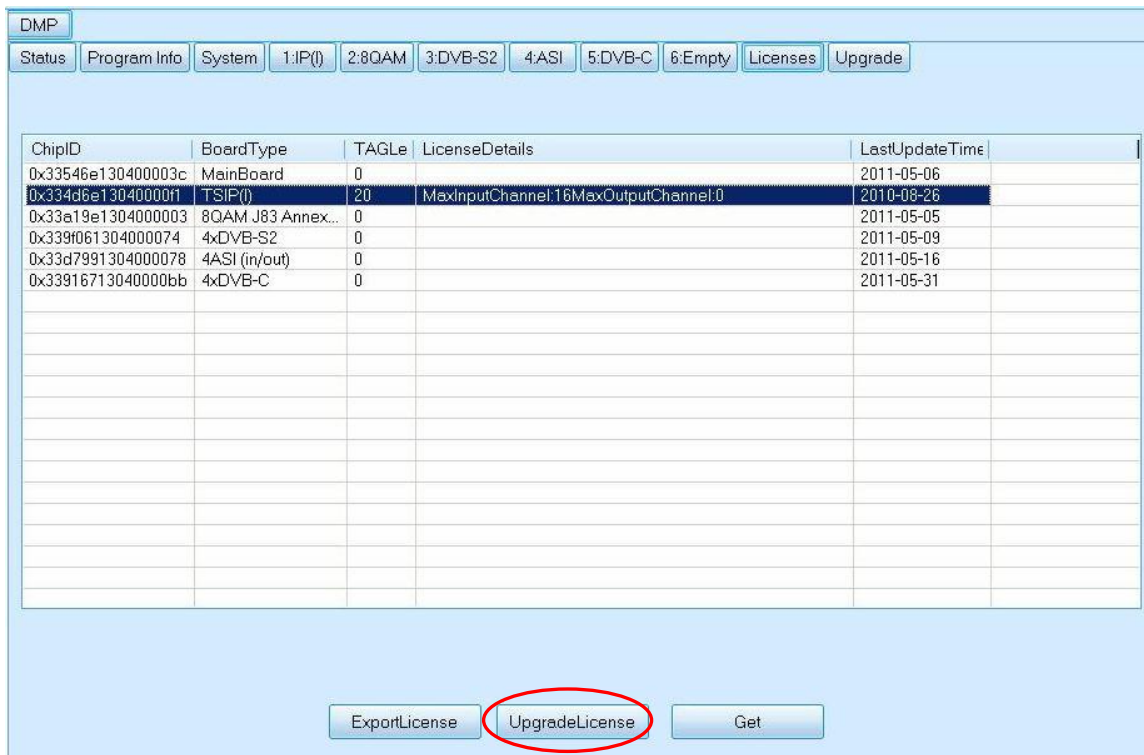 DMP
Status Program Info System 1:IP(I) 2:8QAM 3:DVB-S2 4:ASI 5:DVB-C 6:Empty Licenses Upgrade
ChipID BoardType TAGLe LicenseDetails LastUpdateTime
0x33546e130400003c MainBoard 0 2011-05-06
0x334d6e13040000f1 TSIP(I) 20 MaxInputChannel:16MaxOutputChannel:0 2010-08-26
0x33a19e1304000003 8QAM J83 Annex... 0 2011-05-05
0x339f061304000074 4xDVB-S2 0 2011-05-09
0x33d7991304000078 4ASI (in/out) 0 2011-05-16
0x33916713040000bb 4xDVB-C 0 2011-05-31
ExportLicense UpgradeLicense Get